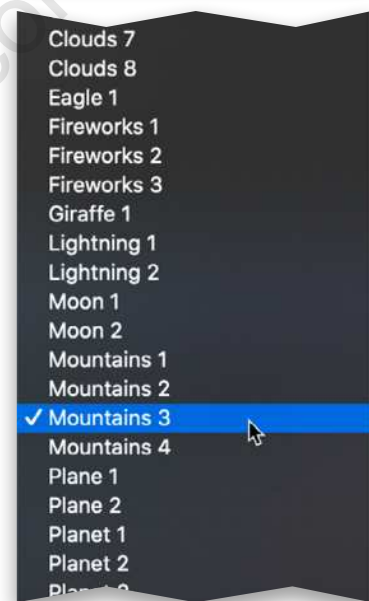 Clouds 7
Clouds 8
Eagle 1
Fireworks 1
Fireworks 2
Fireworks 3
Giraffe 1
Lightning 1
Lightning 2
Moon 1
Moon 2
Mountains 1
Mountains 2
✓ Mountains 3
Mountains 4
Plane 1
Plane 2
Planet 1
Planet 2